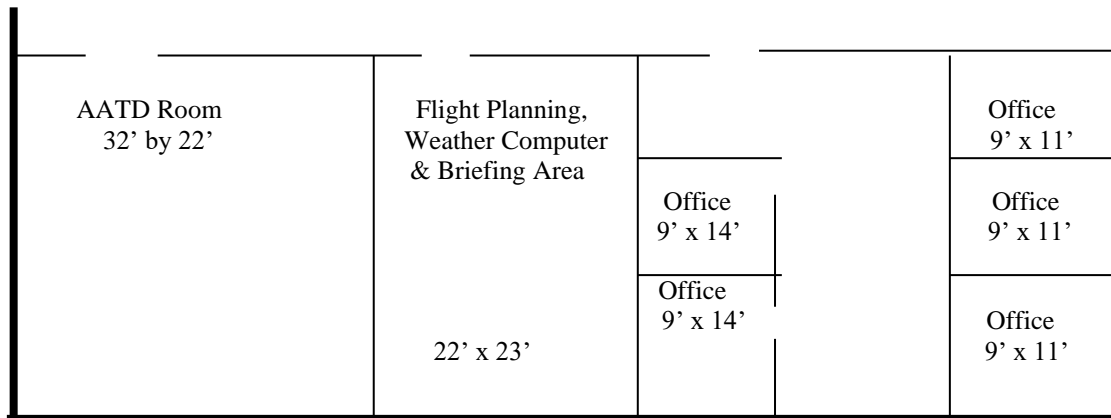 AATD Room
32’ by 22’
Flight Planning,
Weather Computer
& Briefing Area
22’ x 23’
Office
9’ x 14’
Office
9’ x 14’
Office
9’ x 11’
Office
9’ x 11’
Office
9’ x 11’